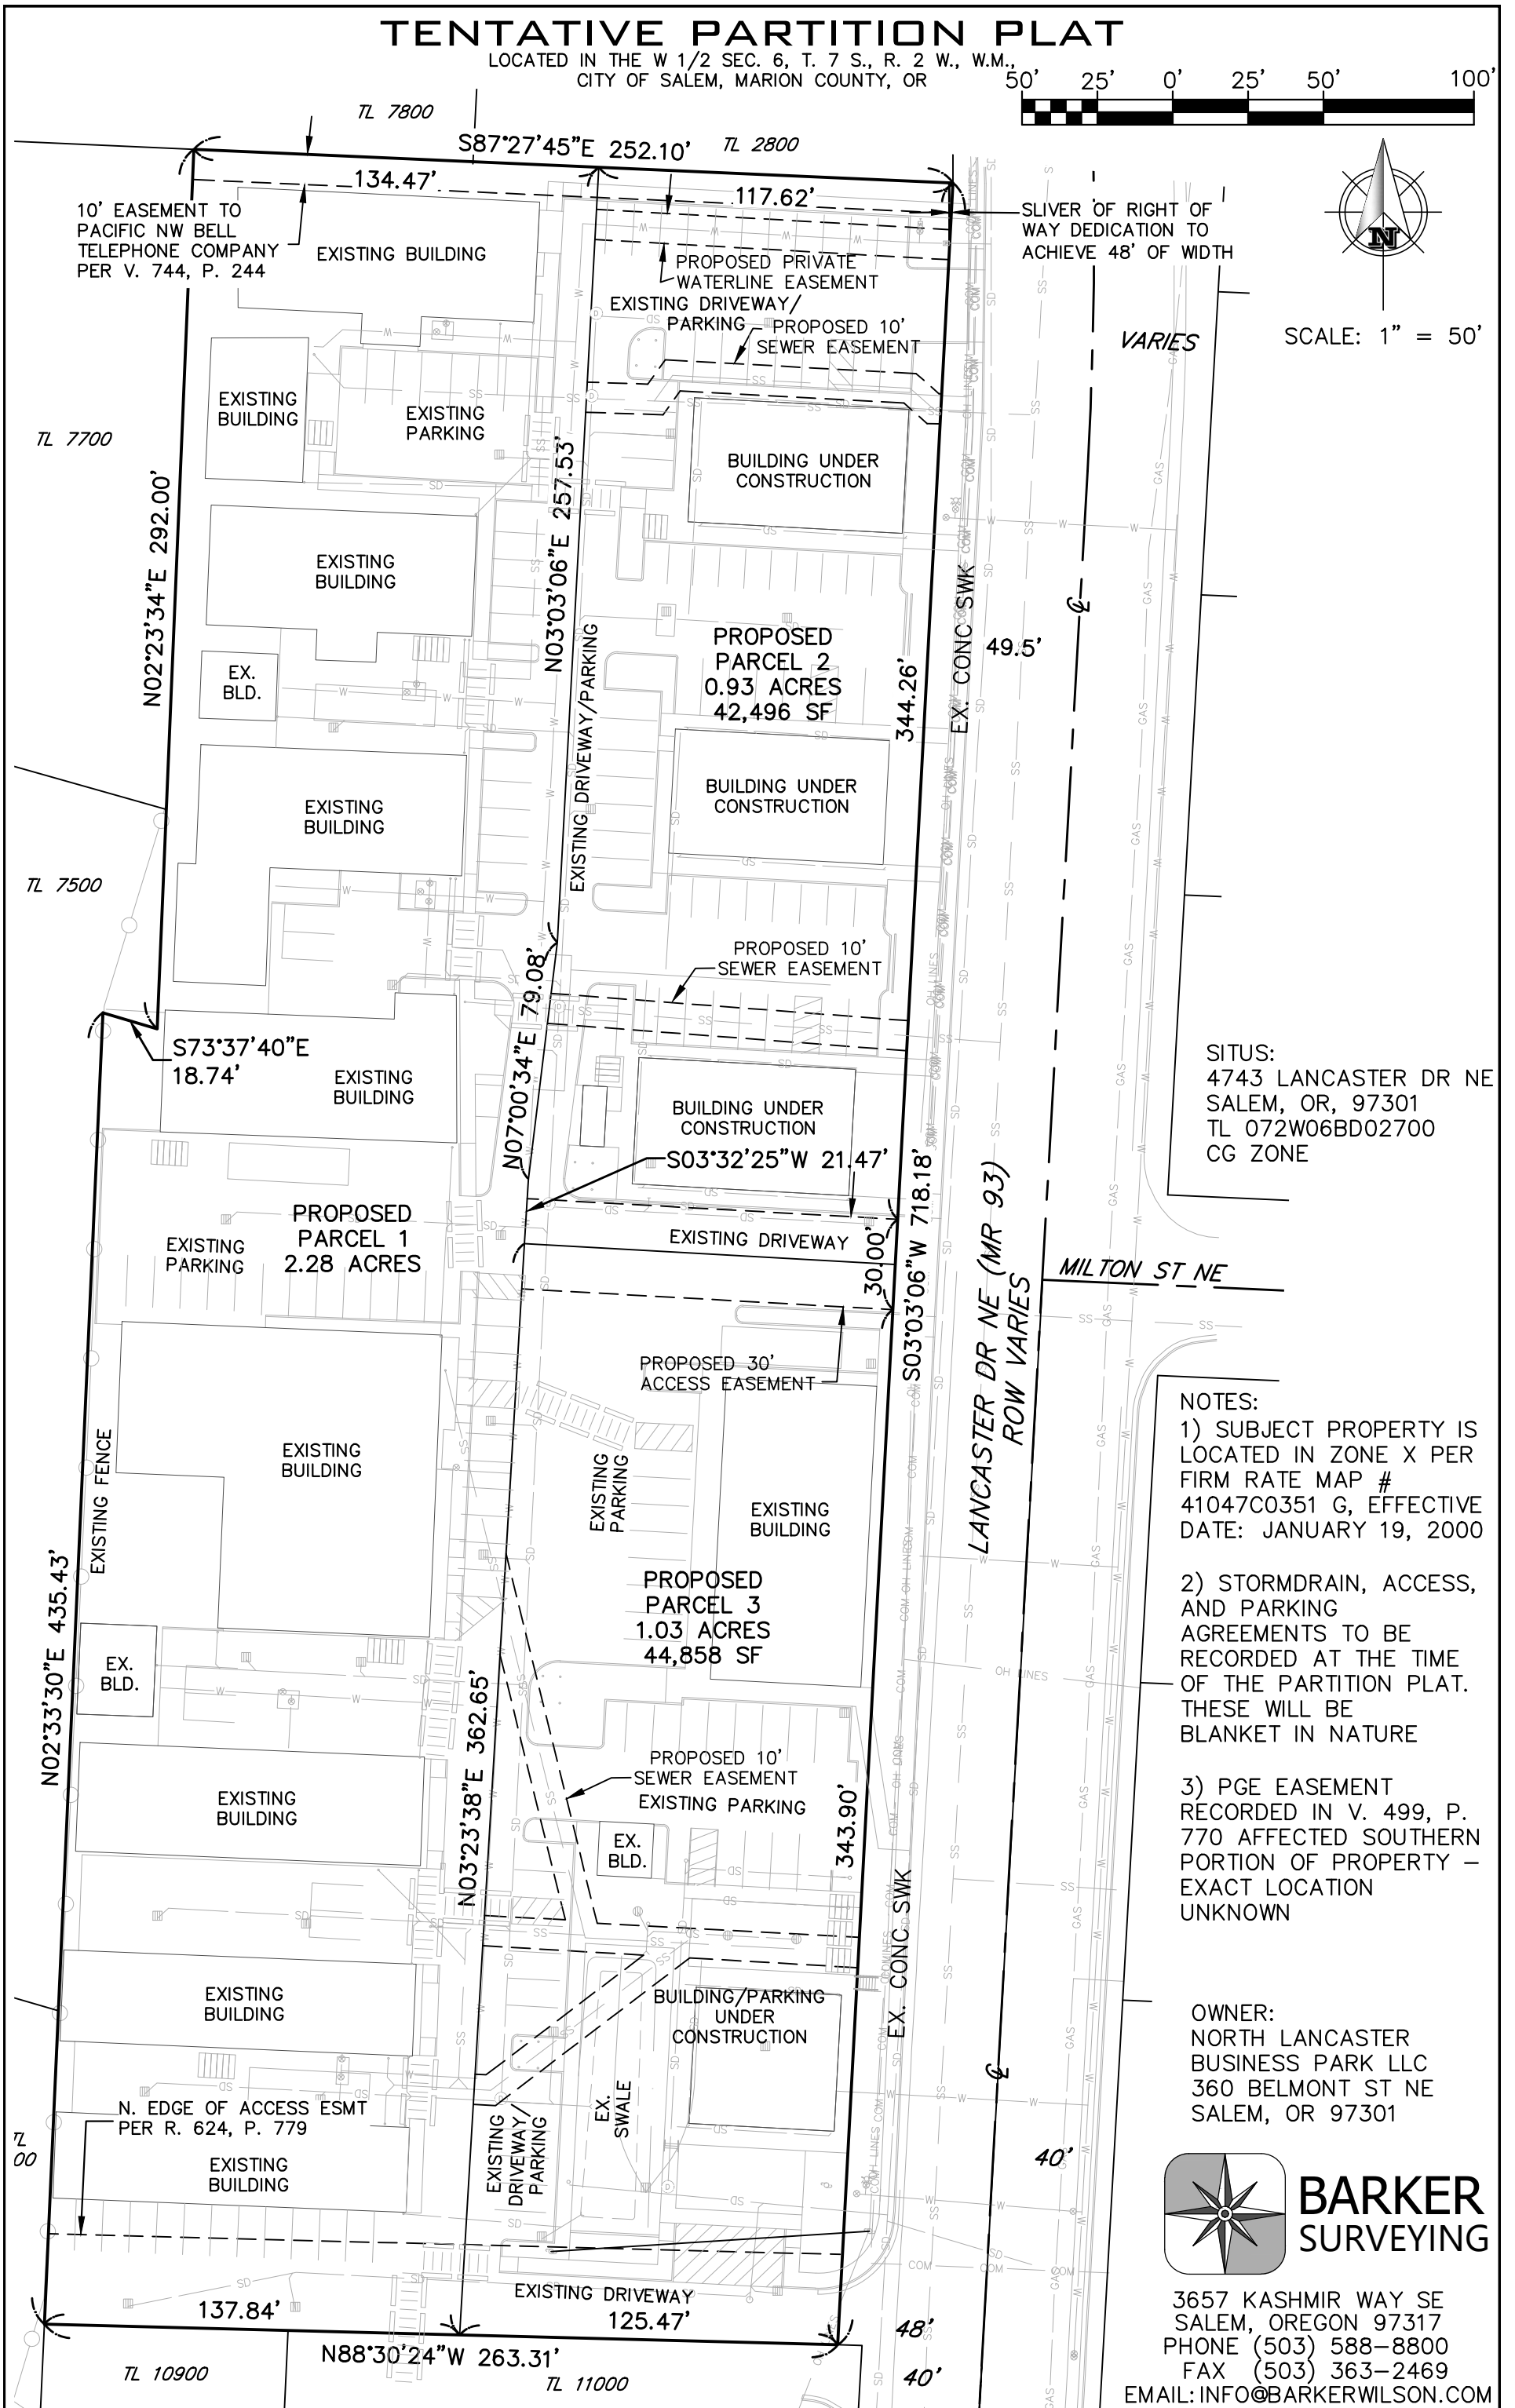 TENTATIVE PARTITION PLAT
LOCATED IN THE W 1/2 SEC. 6, T. 7 S., R. 2 W., W.M.,
CITY OF SALEM, MARION COUNTY, OR
50' 25' 0' 25' 50' 100'
N
SCALE: 1" = 50'
TL 7800
S87°27'45"E 252.10'
TL 2800
134.47'
117.62'
10' EASEMENT TO
PACIFIC NW BELL
TELEPHONE COMPANY
PER V. 744, P. 244
SLIVER OF RIGHT OF
WAY DEDICATION TO
ACHIEVE 48' OF WIDTH
EXISTING BUILDING
PROPOSED PRIVATE
WATERLINE EASEMENT
EXISTING DRIVEWAY/
PARKING
PROPOSED 10'
SEWER EASEMENT
VARIES
EXISTING
BUILDING
EXISTING
PARKING
TL 7700
BUILDING UNDER
CONSTRUCTION
N02°23'34"E 292.00'
N03°03'06"E 257.53'
EXISTING
BUILDING
EX.
BLD.
EXISTING DRIVEWAY/PARKING
PROPOSED
PARCEL 2
0.93 ACRES
42,496 SF
344.26'
EX. CONC SWK
49.5'
BUILDING UNDER
CONSTRUCTION
EXISTING
BUILDING
TL 7500
PROPOSED 10'
SEWER EASEMENT
N07°00'34"E 79.08'
S73°37'40"E
18.74'
EXISTING
BUILDING
BUILDING UNDER
CONSTRUCTION
S03°32'25"W 21.47'
SITUS:
4743 LANCASTER DR NE
SALEM, OR, 97301
TL 072W06BD02700
CG ZONE
PROPOSED
PARCEL 1
2.28 ACRES
EXISTING
PARKING
EXISTING DRIVEWAY
30.00'
S03°03'06"W 718.18'
LANCASTER DR NE (MR 93)
ROW VARIES
MILTON ST NE
PROPOSED 30'
ACCESS EASEMENT
NOTES:
1) SUBJECT PROPERTY IS
LOCATED IN ZONE X PER
FIRM RATE MAP #
41047C0351 G, EFFECTIVE
DATE: JANUARY 19, 2000
2) STORMDRAIN, ACCESS,
AND PARKING
AGREEMENTS TO BE
RECORDED AT THE TIME
OF THE PARTITION PLAT.
THESE WILL BE
BLANKET IN NATURE
3) PGE EASEMENT
RECORDED IN V. 499, P.
770 AFFECTED SOUTHERN
PORTION OF PROPERTY –
EXACT LOCATION
UNKNOWN
EXISTING FENCE
EXISTING
BUILDING
EXISTING
PARKING
EXISTING
BUILDING
PROPOSED
PARCEL 3
1.03 ACRES
44,858 SF
N02°33'30"E 435.43'
EX.
BLD.
N03°23'38"E 362.65'
OH LINES
PROPOSED 10'
SEWER EASEMENT
EXISTING PARKING
EXISTING
BUILDING
EX.
BLD.
343.90'
EX. CONC SWK
EXISTING
BUILDING
BUILDING/PARKING
UNDER
CONSTRUCTION
OWNER:
NORTH LANCASTER
BUSINESS PARK LLC
360 BELMONT ST NE
SALEM, OR 97301
N. EDGE OF ACCESS ESMT
PER R. 624, P. 779
EXISTING
BUILDING
EXISTING
DRIVEWAY/
PARKING
EX.
SWALE
TL
00
40'
BARKER
SURVEYING
EXISTING DRIVEWAY
137.84'
125.47'
N88°30'24"W 263.31'
48'
40'
TL 10900
TL 11000
3657 KASHMIR WAY SE
SALEM, OREGON 97317
PHONE (503) 588–8800
FAX (503) 363–2469
EMAIL: INFO@BARKERWILSON.COM